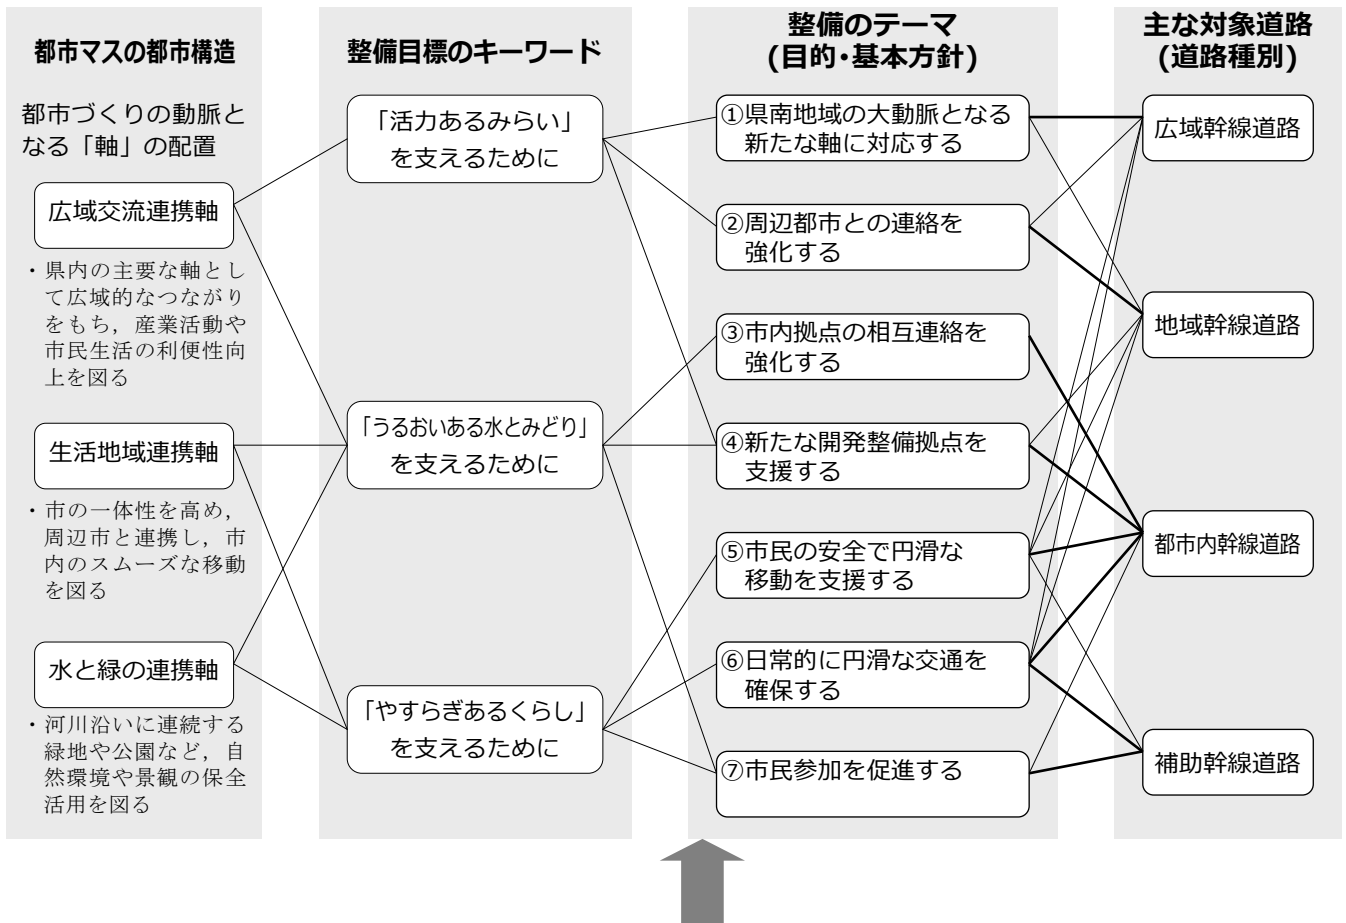 都市マスの都市構造
都市づくりの動脈と
なる「軸」の配置
広域交流連携軸
・県内の主要な軸とし
て広域的なつながり
をもち，産業活動や
市民生活の利便性向
上を図る
生活地域連携軸
・市の一体性を高め，
周辺市と連携し，市
内のスムーズな移動
を図る
水と緑の連携軸
・河川沿いに連続する
緑地や公園など，自
然環境や景観の保全
活用を図る
整備目標のキーワード
「活力あるみらい」
を支えるために
「うるおいある水とみどり」
を支えるために
「やすらぎあるくらし」
を支えるために
整備のテーマ
(目的・基本方針)
①県南地域の大動脈となる
新たな軸に対応する
②周辺都市との連絡を
強化する
③市内拠点の相互連絡を
強化する
④新たな開発整備拠点を
支援する
⑤市民の安全で円滑な
移動を支援する
⑥日常的に円滑な交通を
確保する
⑦市民参加を促進する
主な対象道路
(道路種別)
広域幹線道路
地域幹線道路
都市内幹線道路
補助幹線道路